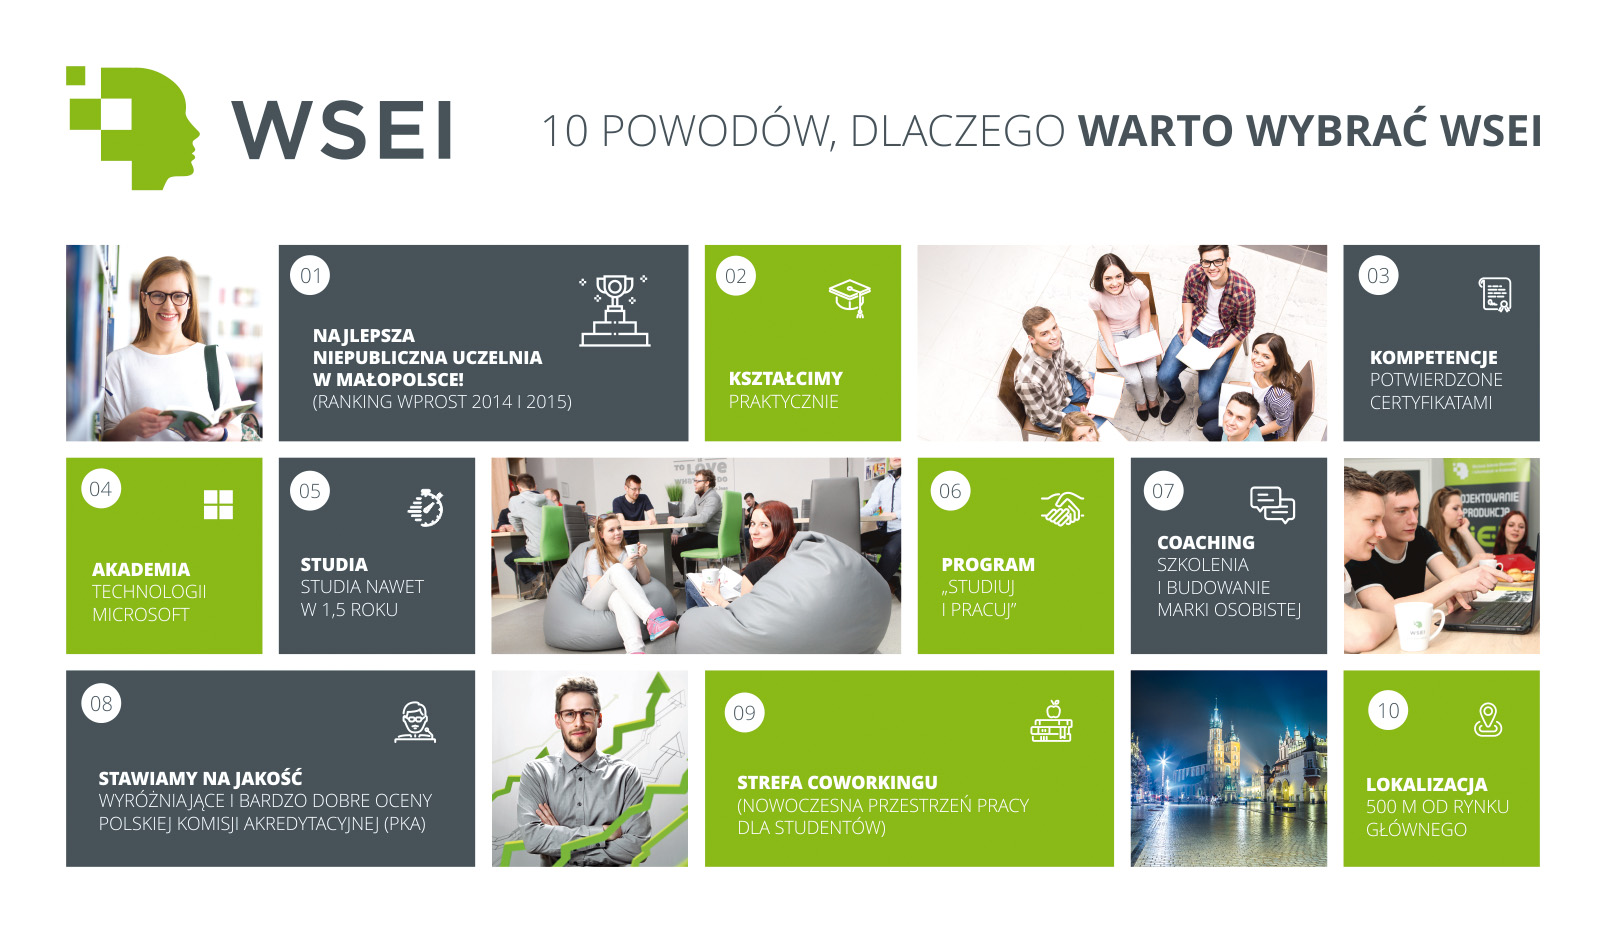 WSEI
10 POWODÓW, DLACZEGO WARTO WYBRAĆ WSEI
01
NAJLEPSZA
NIEPUBLICZNA UCZELNIA
W MAŁOPOLSCE!
(RANKING WPROST 2014 I 2015)
02
KSZTAŁCIMY
PRAKTYCZNIE
03
KOMPETENCJE
POTWIERDZONE
CERTYFIKATAMI
04
AKADEMIA
TECHNOLOGII
MICROSOFT
05
STUDIA
STUDIA NAWET
W 1,5 ROKU
TO LOVE
06
PROGRAM
„STUDIUJ
I PRACUJ”
07
COACHING
SZKOLENIA
I BUDOWANIE
MARKI OSOBISTEJ
WSEI
08
STAWIAMY NA JAKOŚĆ
WYRÓŻNIAJĄCE I BARDZO DOBRE OCENY
POLSKIEJ KOMISJI AKREDYTACYJNEJ (PKA)
09
STREFA COWORKINGU
(NOWOCZESNA PRZESTRZEŃ PRACY
DLA STUDENTÓW)
10
LOKALIZACJA
500 M OD RYNKU
GŁÓWNEGO